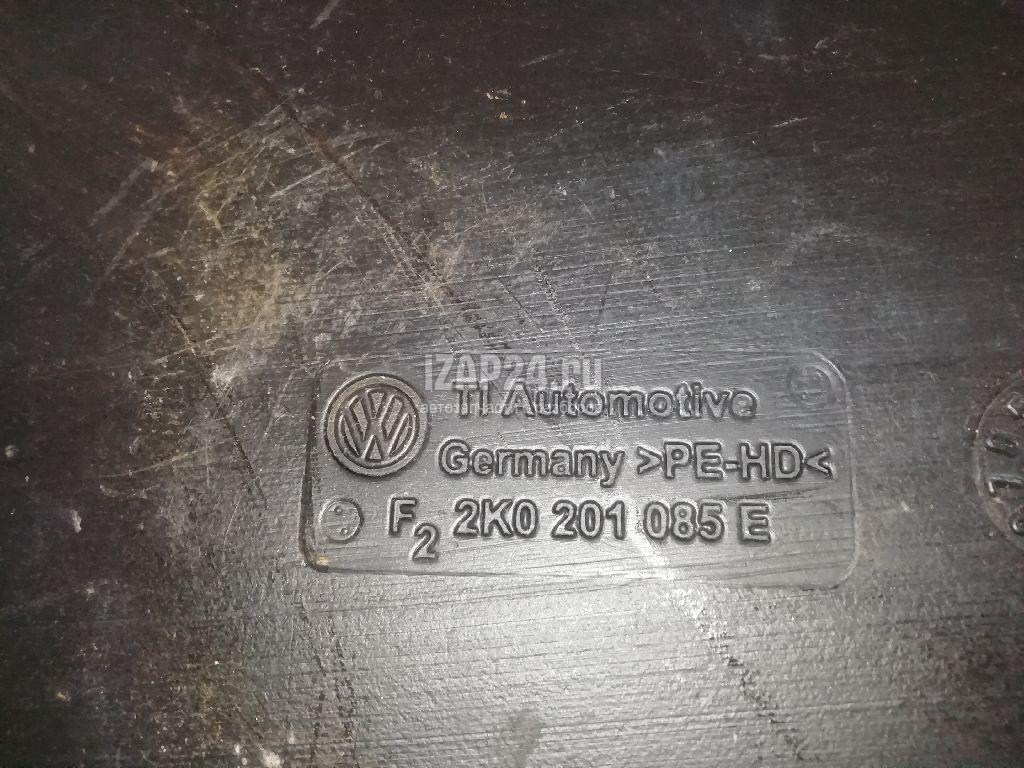 iZAP24.ru
TI Automotive
Germany >PE-HD<
F2 2K0 201 085 E